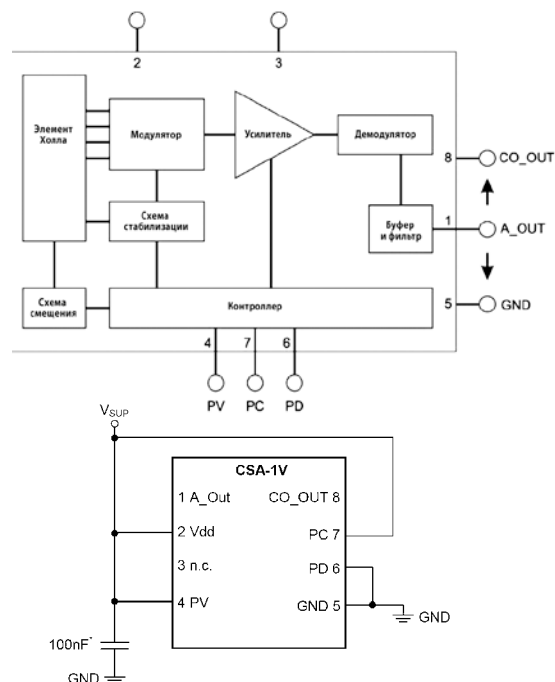 2
3
Элемент
Холла
Модулятор
Усилитель
Демодулятор
8
CO_OUT
Схема
стабилизации
Буфер
и фильтр
1
A_OUT
Схема
смещения
Контроллер
5
GND
4
7
6
PV
PC
PD
VSUP
CSA-1V
1 A_Out
CO_OUT 8
2 Vdd
PC 7
3 n.c.
PD 6
4 PV
GND 5
GND
100nF*
GND